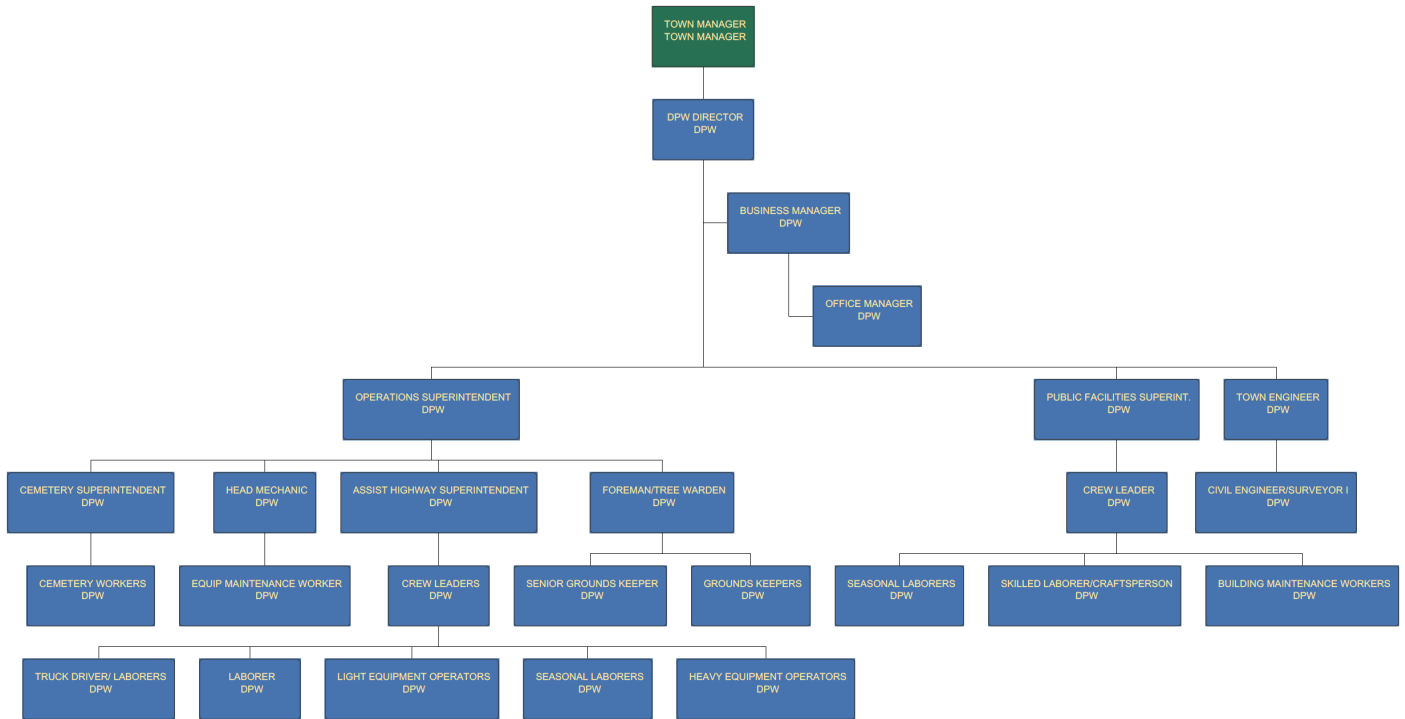 TOWN MANAGER
TOWN MANAGER
DPW DIRECTOR
DPW
BUSINESS MANAGER
DPW
OFFICE MANAGER
DPW
OPERATIONS SUPERINTENDENT
DPW
PUBLIC FACILITIES SUPERINT.
DPW
TOWN ENGINEER
DPW
CEMETERY SUPERINTENDENT
DPW
HEAD MECHANIC
DPW
ASSIST HIGHWAY SUPERINTENDENT
DPW
FOREMAN/TREE WARDEN
DPW
CREW LEADER
DPW
CIVIL ENGINEER/SURVEYOR I
DPW
CEMETERY WORKERS
DPW
EQUIP MAINTENANCE WORKER
DPW
CREW LEADERS
DPW
SENIOR GROUNDS KEEPER
DPW
GROUNDS KEEPERS
DPW
SEASONAL LABORERS
DPW
SKILLED LABORER/CRAFTSPERSON
DPW
BUILDING MAINTENANCE WORKERS
DPW
TRUCK DRIVER/ LABORERS
DPW
LABORER
DPW
LIGHT EQUIPMENT OPERATORS
DPW
SEASONAL LABORERS
DPW
HEAVY EQUIPMENT OPERATORS
DPW